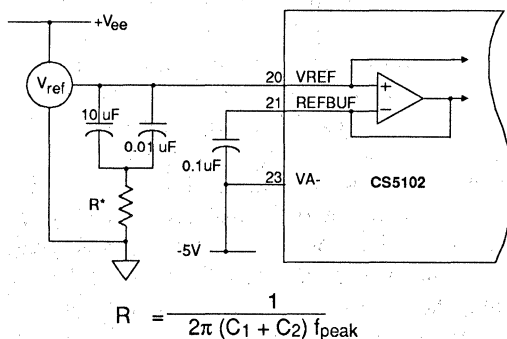 +Vee
Vref
20 VREF
21 REFBUF
10 uF
0.01 uF
0.1uF
23 VA-
CS5102
R*
-5V
R = 1 / 2π (C1 + C2) fpeak
+
-